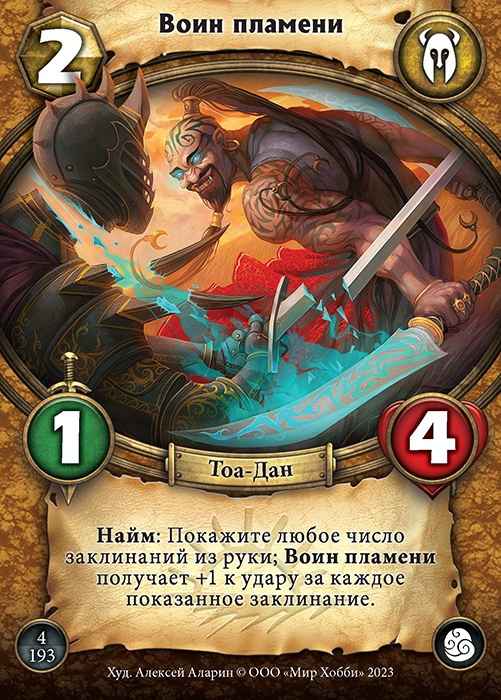 Воин пламени
2
1
4
Тоа-Дан
Найм: Покажите любое число
заклинаний из руки; Воин пламени
получает +1 к удару за каждое
показанное заклинание.
4
193
Худ. Алексей Аларин © ООО «Мир Хобби» 2023